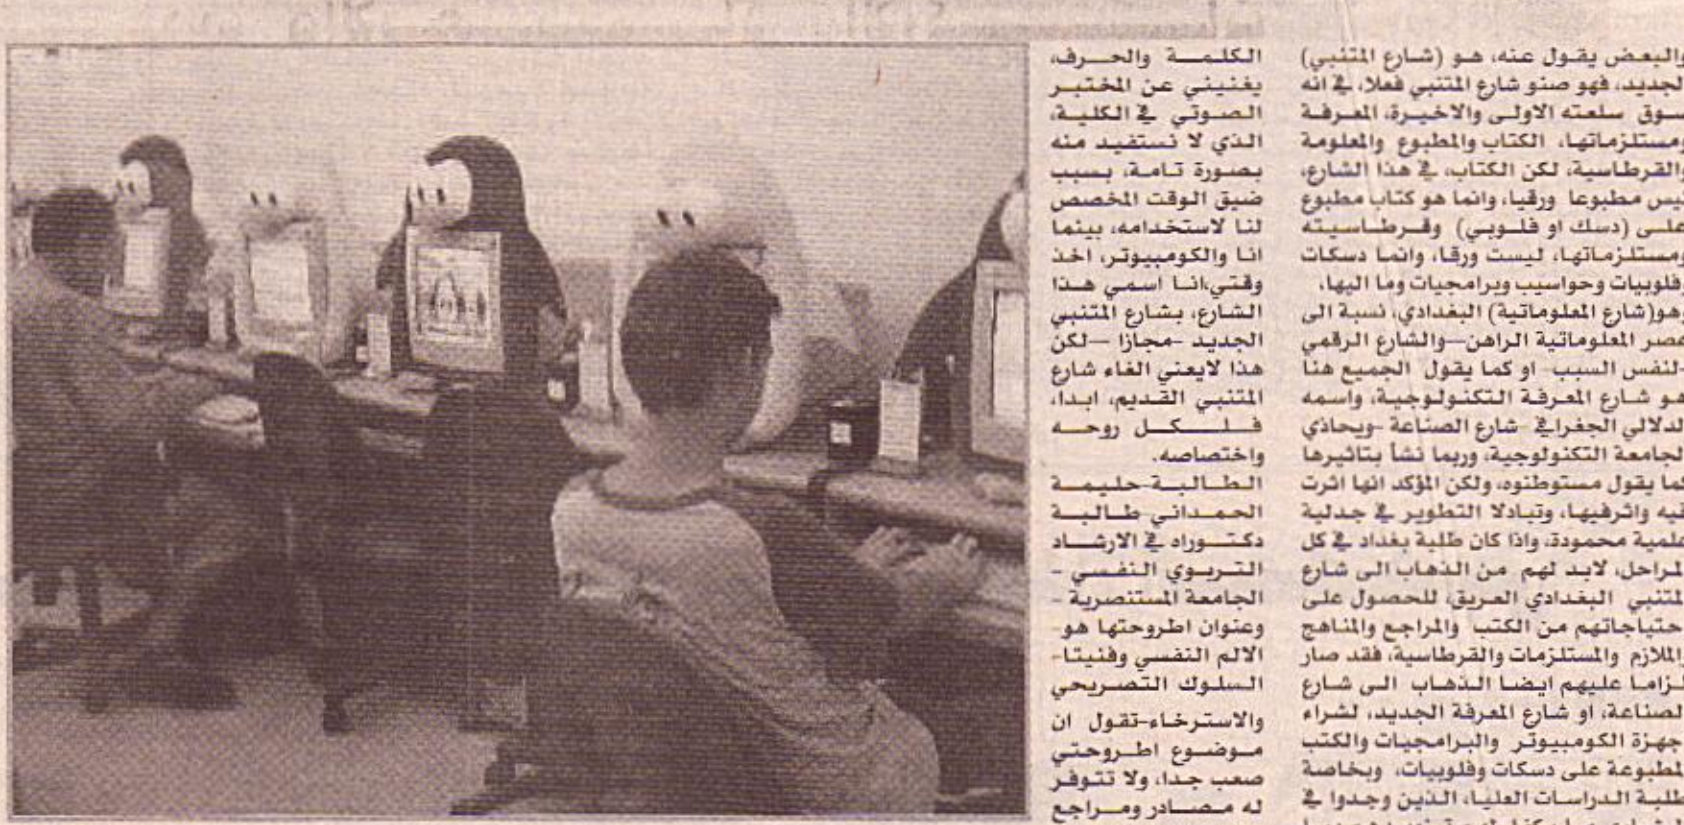 والبعض يقول عنه، هو (شارع المتنبي)
الجديد، فهو صنو شارع المتنبي فعلا، في انه
سوق سلعته الاولى والاخيرة، المعرفة
ومستلزماتها، الكتاب والمطبوع والمعلومة
والقرطاسية، لكن الكتاب، في هذا الشارع،
ليس مطبوعا ورقيا، وانما هو كتاب مطبوع
على (دسك او فلوبي) وقرطاسيته
ومستلزماتها، ليست ورقا، وانما دسكات
وفلوبيات وحواسيب وبرامجيات وما اليها،
وهو(شارع المعلوماتية) البغدادي، نسبة الى
عصر المعلوماتية الراهن—والشارع الرقمي
-لنفس السبب- او كما يقول الجميع هنا
هو شارع المعرفة التكنولوجية، واسمه
الدلالي الجغرافي -شارع الصناعة -ويحاذي
الجامعة التكنولوجية، وربما نشأ بتاثيرها
كما يقول مستوطنوه، ولكن المؤكد انها اثرت
فيه واثرفيها، وتبادلا التطوير في جدلية
علمية محمودة، واذا كان طلبة بغداد في كل
المراحل، لابد لهم من الذهاب الى شارع
المتنبي البغدادي العريق، للحصول على
احتياجاتهم من الكتب والمراجع والمناهج
والملازم والمستلزمات والقرطاسية، فقد صار
لزاما عليهم ايضا الذهاب الى شارع
الصناعة، او شارع المعرفة الجديد، لشراء
اجهزة الكومبيوتر والبرامجيات والكتب
المطبوعة على دسكات وفلوبيات، وبخاصة
طلبة الدراسات العليا، الذين وجدوا في
الكلمة والحرف،
يغنيني عن المختبر
الصوتي في الكلية،
الذي لا نستفيد منه
بصورة تامة، بسبب
ضيق الوقت المخصص
لنا لاستخدامه، بينما
انا والكومبيوتر، اخذ
وقتي،انا اسمي هذا
الشارع، بشارع المتنبي
الجديد -مجازا —لكن
هذا لايعني الغاء شارع
المتنبي القديم، ابدا،
فلكل روحه
واختصاصه.
الطالبة-حليمة
الحمداني طالبة
دكتوراه في الارشاد
التربوي النفسي -
الجامعة المستنصرية -
وعنوان اطروحتها هو-
الالم النفسي وفنيتا-
السلوك التصريحي
والاسترخاء-تقول ان
موضوع اطروحتي
صعب جدا، ولا تتوفر
له مصادر ومراجع